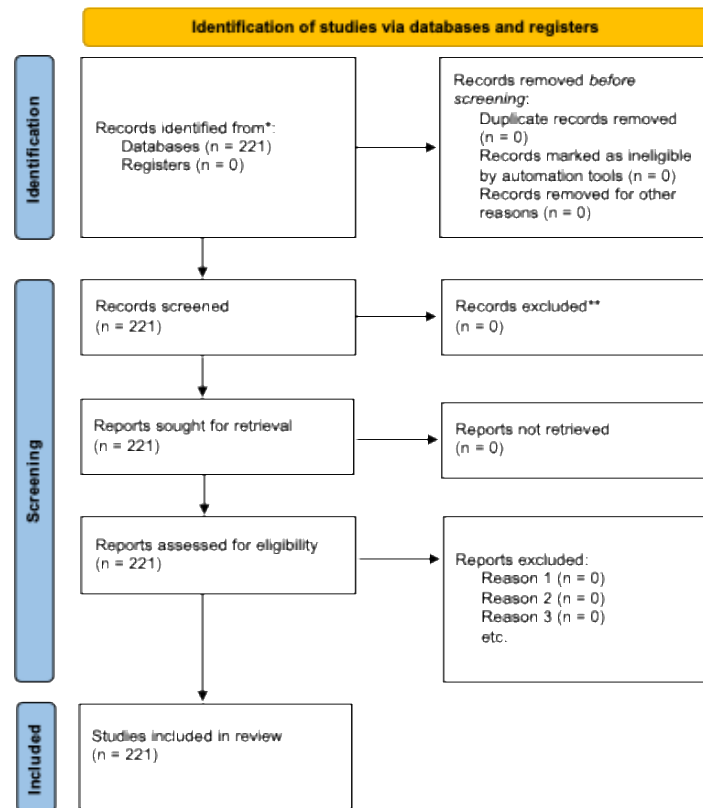 Identification of studies via databases and registers
Identification
Records identified from*:
Databases (n = 221)
Registers (n = 0)
Records removed before
screening:
Duplicate records removed
(n = 0)
Records marked as ineligible
by automation tools (n = 0)
Records removed for other
reasons (n = 0)
Screening
Records screened
(n = 221)
Records excluded**
(n = 0)
Reports sought for retrieval
(n = 221)
Reports not retrieved
(n = 0)
Reports assessed for eligibility
(n = 221)
Reports excluded:
Reason 1 (n = 0)
Reason 2 (n = 0)
Reason 3 (n = 0)
etc.
Included
Studies included in review
(n = 221)